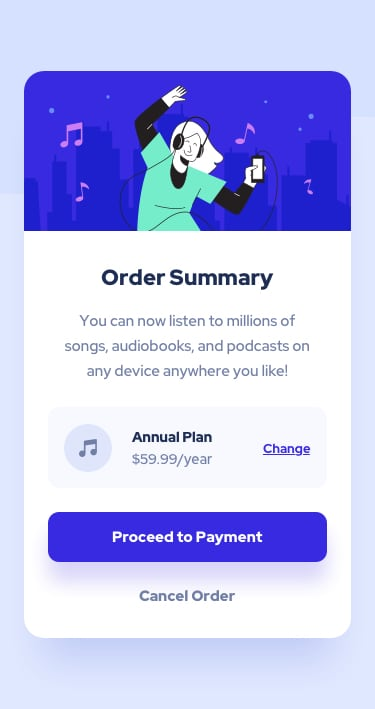 Order Summary
You can now listen to millions of
songs, audiobooks, and podcasts on
any device anywhere you like!
Annual Plan
$59.99/year
Change
Proceed to Payment
Cancel Order